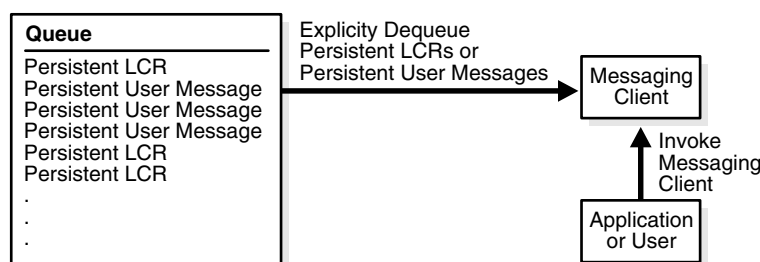 Queue
Persistent LCR
Persistent User Message
Persistent User Message
Persistent User Message
Persistent LCR
Persistent LCR
.
.
.
Explicity Dequeue
Persistent LCRs or
Persistent User Messages
Messaging
Client
Invoke
Messaging
Client
Application
or User